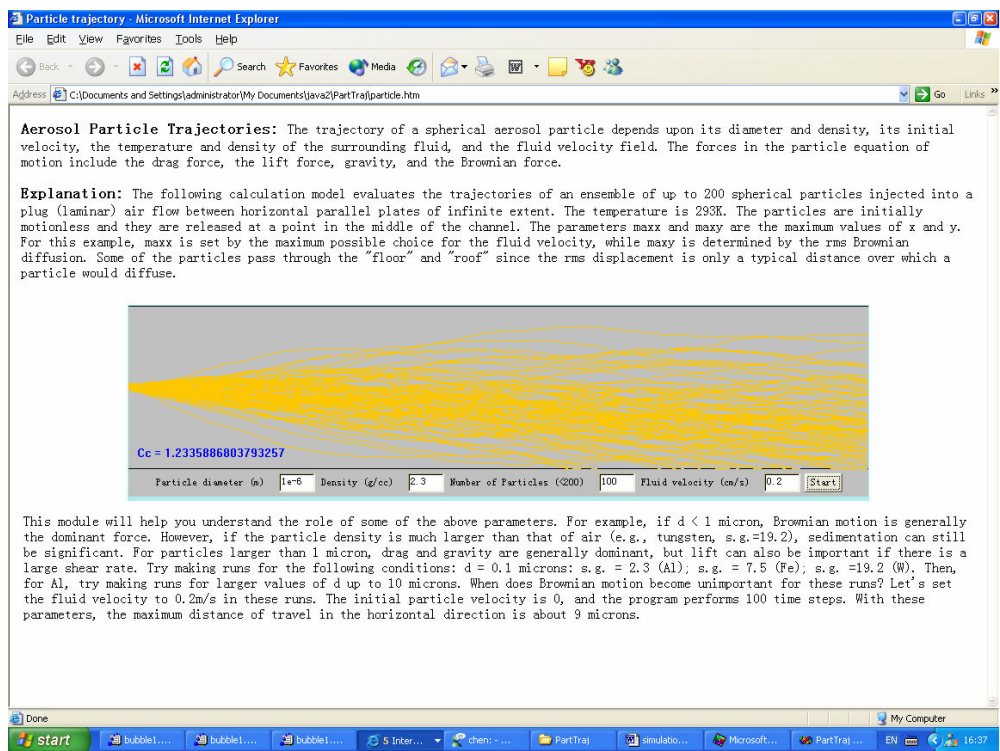 Particle trajectory - Microsoft Internet Explorer
File Edit View Favorites Tools Help
Back Search Favorites Media
Address C:\Documents and Settings\administrator\My Documents\java2\PartTraj\particle.htm Go Links »
Aerosol Particle Trajectories: The trajectory of a spherical aerosol particle depends upon its diameter and density, its initial
velocity, the temperature and density of the surrounding fluid, and the fluid velocity field. The forces in the particle equation of
motion include the drag force, the lift force, gravity, and the Brownian force.
Explanation: The following calculation model evaluates the trajectories of an ensemble of up to 200 spherical particles injected into a
plug (laminar) air flow between horizontal parallel plates of infinite extent. The temperature is 293K. The particles are initially
motionless and they are released at a point in the middle of the channel. The parameters maxx and maxy are the maximum values of x and y.
For this example, maxx is set by the maximum possible choice for the fluid velocity, while maxy is determined by the rms Brownian
diffusion. Some of the particles pass through the "floor" and "roof" since the rms displacement is only a typical distance over which a
particle would diffuse.
Cc = 1.2335886803793257
Particle diameter (m) 1e-6 Density (g/cc) 2.3 Number of Particles (<200) 100 Fluid velocity (cm/s) 0.2 Start
This module will help you understand the role of some of the above parameters. For example, if d < 1 micron, Brownian motion is generally
the dominant force. However, if the particle density is much larger than that of air (e.g., tungsten, s.g.=19.2), sedimentation can still
be significant. For particles larger than 1 micron, drag and gravity are generally dominant, but lift can also be important if there is a
large shear rate. Try making runs for the following conditions: d = 0.1 microns: s.g. = 2.3 (Al); s.g. = 7.5 (Fe); s.g. =19.2 (W). Then,
for Al, try making runs for larger values of d up to 10 microns. When does Brownian motion become unimportant for these runs? Let's set
the fluid velocity to 0.2m/s in these runs. The initial particle velocity is 0, and the program performs 100 time steps. With these
parameters, the maximum distance of travel in the horizontal direction is about 9 microns.
Done My Computer
start bubble1.... bubble1.... bubble1.... 5 Inter... chen: - ... PartTraj simulatio... Microsoft... PartTraj ... EN 16:37